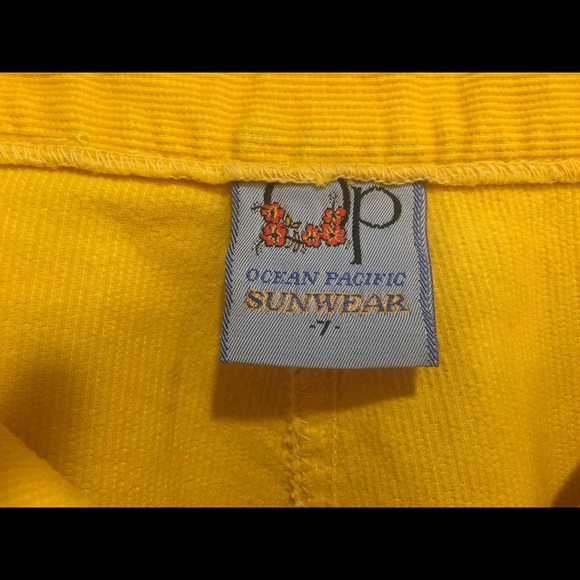 Op
OCEAN PACIFIC
SUNWEAR
-7-